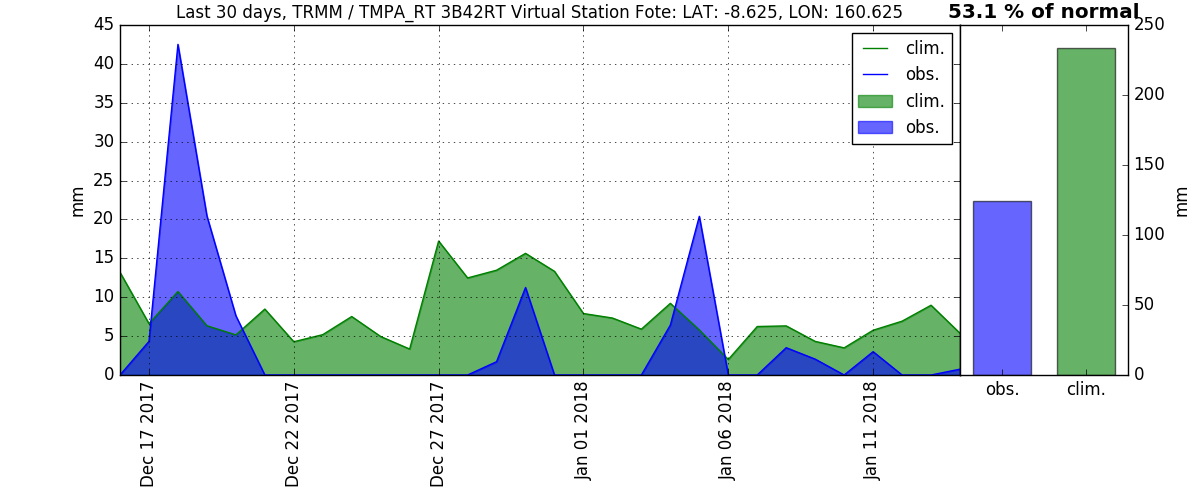 Last 30 days, TRMM / TMPA_RT 3B42RT Virtual Station Fote: LAT: -8.625, LON: 160.625
53.1 % of normal
45
40
35
30
25
20
15
10
5
0
mm
clim.
obs.
clim.
obs.
250
200
150
100
50
0
mm
Dec 17 2017
Dec 22 2017
Dec 27 2017
Jan 01 2018
Jan 06 2018
Jan 11 2018
obs.
clim.